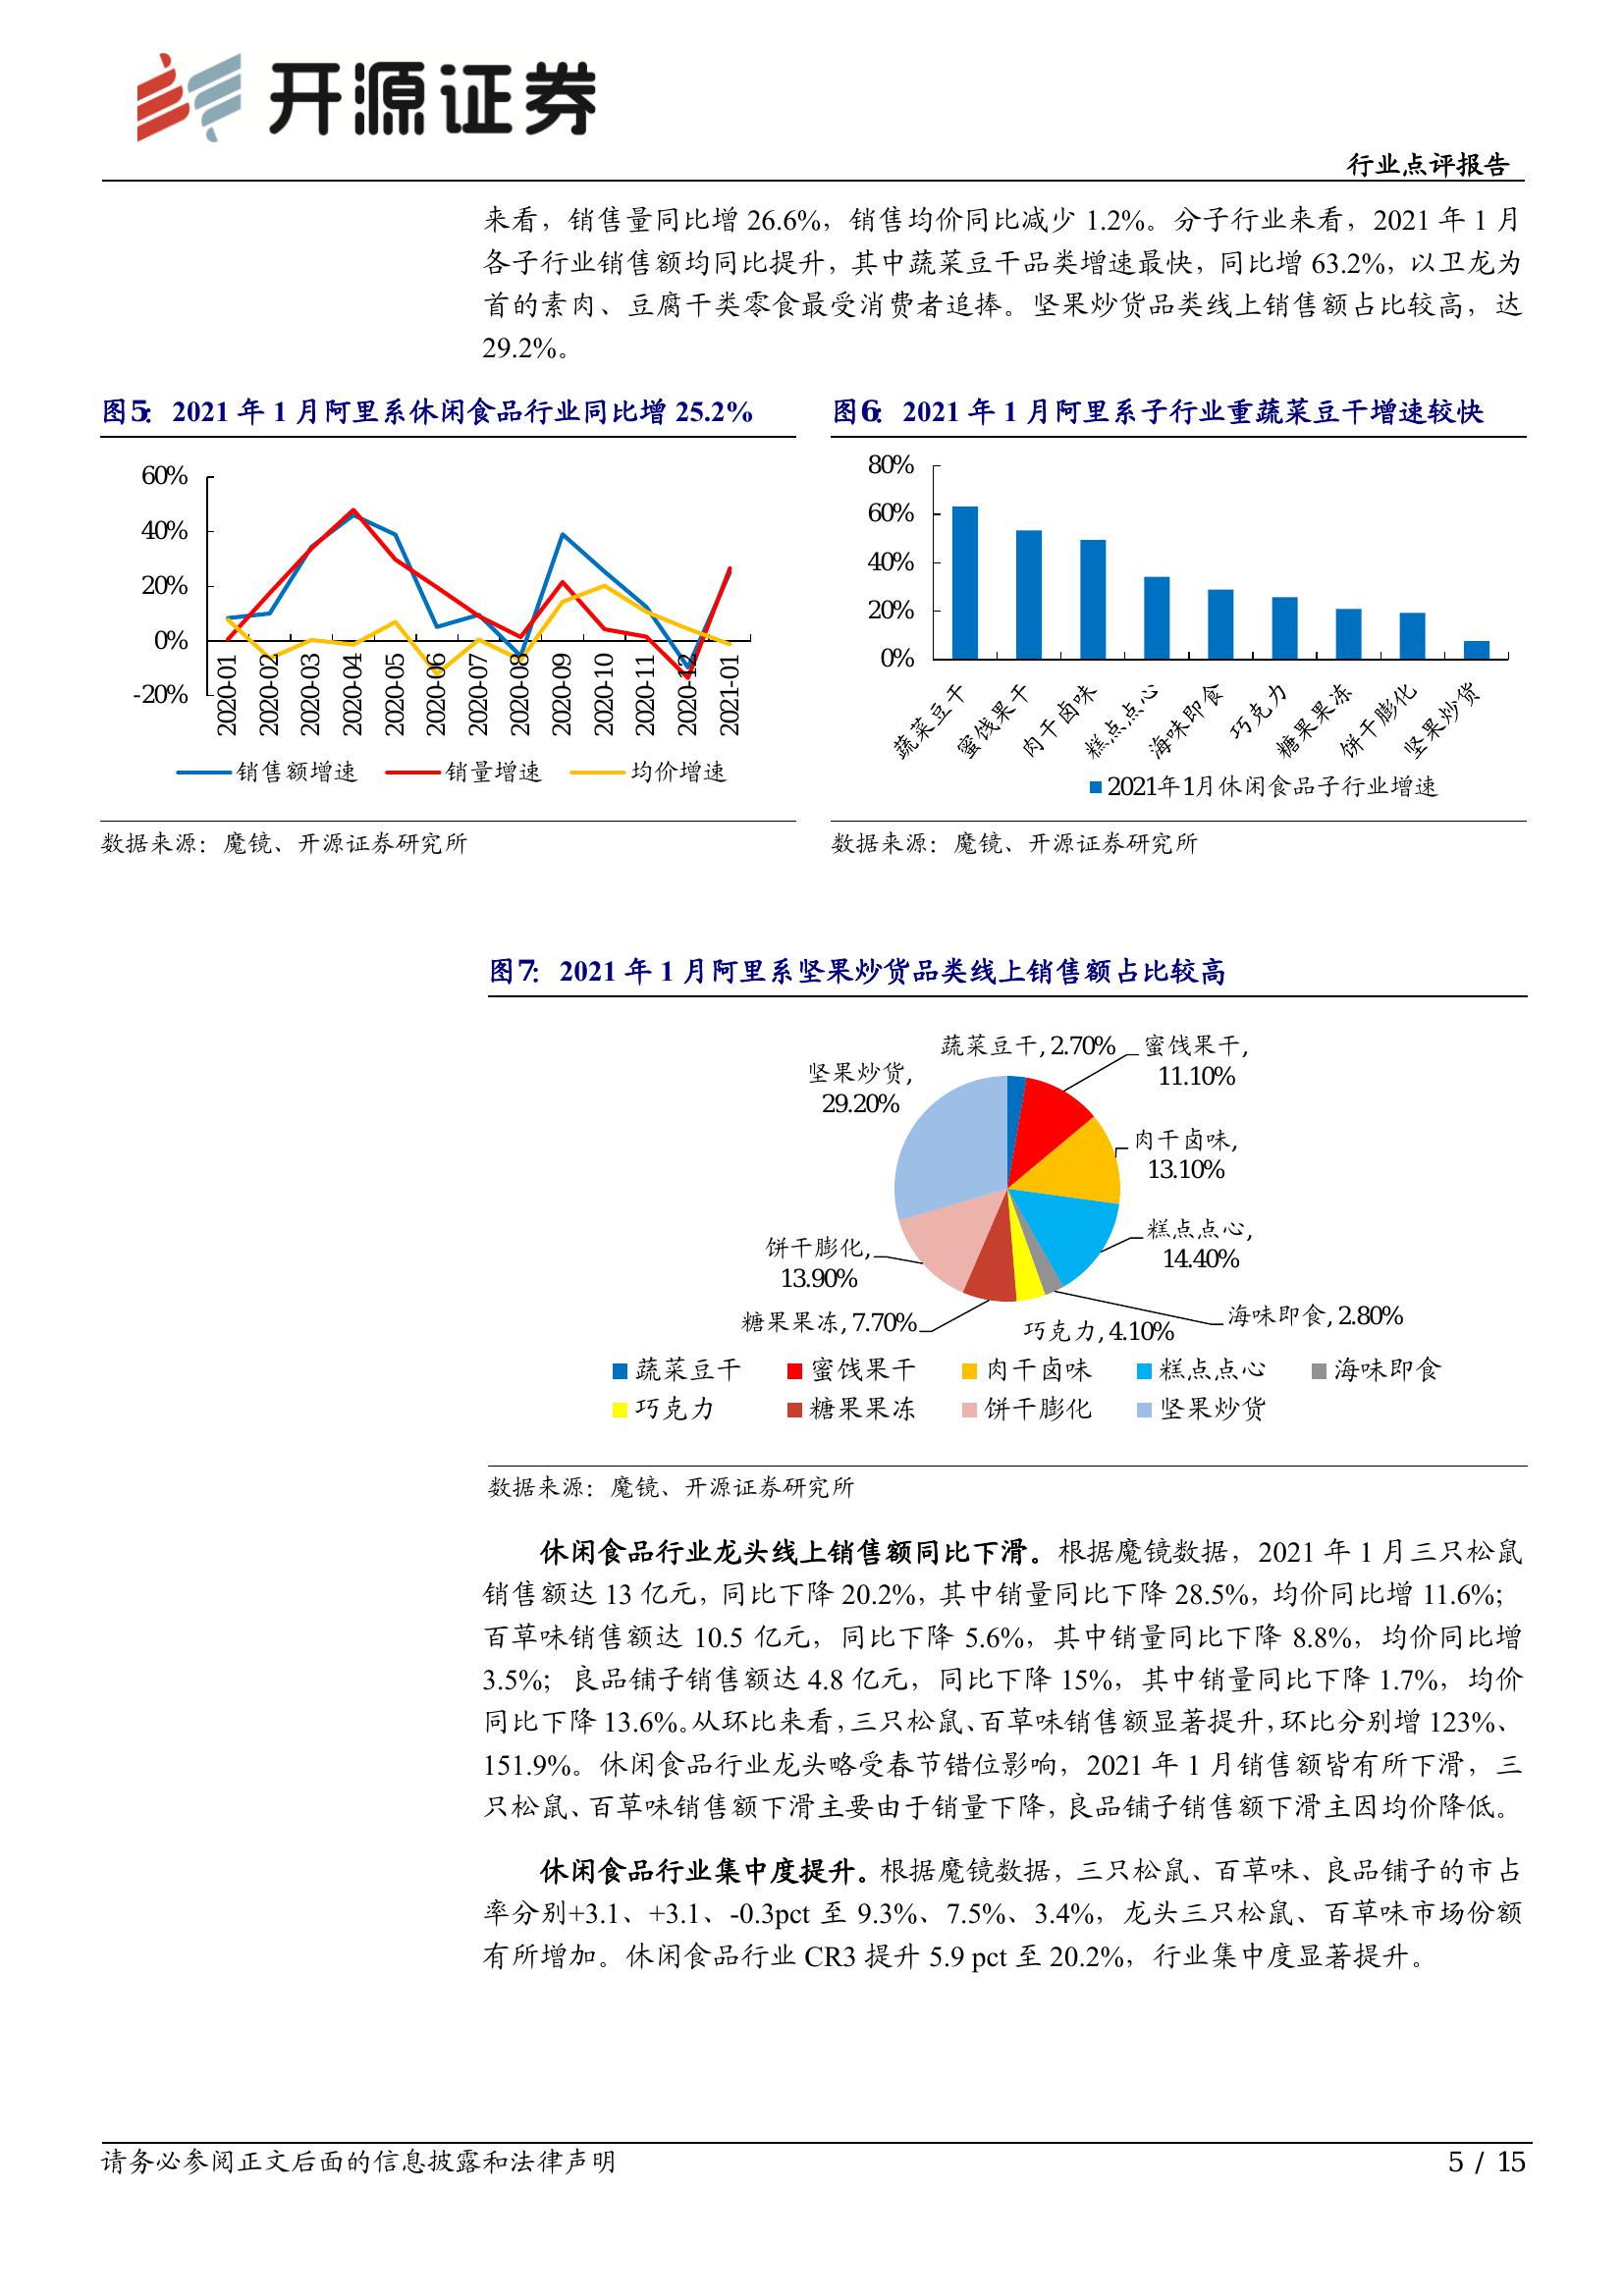 开源证券
行业点评报告
来看，销售量同比增 26.6%，销售均价同比减少 1.2%。分子行业来看，2021 年 1 月
各子行业销售额均同比提升，其中蔬菜豆干品类增速最快，同比增 63.2%，以卫龙为
首的素肉、豆腐干类零食最受消费者追捧。坚果炒货品类线上销售额占比较高，达
29.2%。
图5：2021 年 1 月阿里系休闲食品行业同比增 25.2%
60%
40%
20%
0%
-20%
2020-01
2020-02
2020-03
2020-04
2020-05
2020-06
2020-07
2020-08
2020-09
2020-10
2020-11
2020-12
2021-01
销售额增速 销量增速 均价增速
数据来源：魔镜、开源证券研究所
图6：2021 年 1 月阿里系子行业重蔬菜豆干增速较快
80%
60%
40%
20%
0%
蔬菜豆干
蜜饯果干
肉干卤味
糕点点心
海味即食
巧克力
糖果果冻
饼干膨化
坚果炒货
2021年1月休闲食品子行业增速
数据来源：魔镜、开源证券研究所
图7：2021 年 1 月阿里系坚果炒货品类线上销售额占比较高
蔬菜豆干, 2.70%
蜜饯果干,
11.10%
坚果炒货,
29.20%
肉干卤味,
13.10%
糕点点心,
14.40%
饼干膨化,
13.90%
糖果果冻, 7.70%
巧克力, 4.10%
海味即食, 2.80%
蔬菜豆干 蜜饯果干 肉干卤味 糕点点心 海味即食
巧克力 糖果果冻 饼干膨化 坚果炒货
数据来源：魔镜、开源证券研究所
休闲食品行业龙头线上销售额同比下滑。根据魔镜数据，2021 年 1 月三只松鼠
销售额达 13 亿元，同比下降 20.2%，其中销量同比下降 28.5%，均价同比增 11.6%；
百草味销售额达 10.5 亿元，同比下降 5.6%，其中销量同比下降 8.8%，均价同比增
3.5%；良品铺子销售额达 4.8 亿元，同比下降 15%，其中销量同比下降 1.7%，均价
同比下降 13.6%。从环比来看，三只松鼠、百草味销售额显著提升，环比分别增 123%、
151.9%。休闲食品行业龙头略受春节错位影响，2021 年 1 月销售额皆有所下滑，三
只松鼠、百草味销售额下滑主要由于销量下降，良品铺子销售额下滑主因均价降低。
休闲食品行业集中度提升。根据魔镜数据，三只松鼠、百草味、良品铺子的市占
率分别+3.1、+3.1、-0.3pct 至 9.3%、7.5%、3.4%，龙头三只松鼠、百草味市场份额
有所增加。休闲食品行业 CR3 提升 5.9 pct 至 20.2%，行业集中度显著提升。
请务必参阅正文后面的信息披露和法律声明
5 / 15